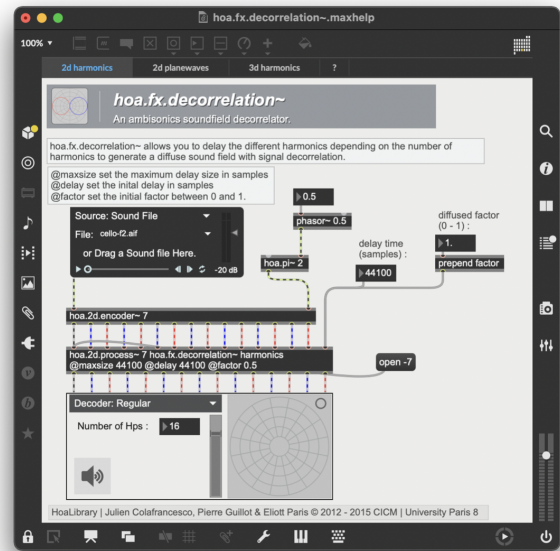 hoa.fx.decorrelation~.maxhelp
100%
2d harmonics
2d planewaves
3d harmonics
?
hoa.fx.decorrelation~
An ambisonics soundfield decorrelator.
hoa.fx.decorrelation~ allows you to delay the different harmonics depending on the number of
harmonics to generate a diffuse sound field with signal decorrelation.
@maxsize set the maximum delay size in samples
@delay set the inital delay in samples
@factor set the initial factor between 0 and 1.
Source: Sound File
File: cello-f2.aif
or Drag a Sound file Here.
-20 dB
0.5
phasor~ 0.5
hoa.pi~ 2
delay time
(samples) :
44100
diffused factor
(0 - 1) :
1.
prepend factor
hoa.2d.encoder~ 7
hoa.2d.process~ 7 hoa.fx.decorrelation~ harmonics
@maxsize 44100 @delay 44100 @factor 0.5
open -7
Decoder: Regular
Number of Hps :
16
HoaLibrary | Julien Colafrancesco, Pierre Guillot & Eliott Paris © 2012 - 2015 CICM | University Paris 8